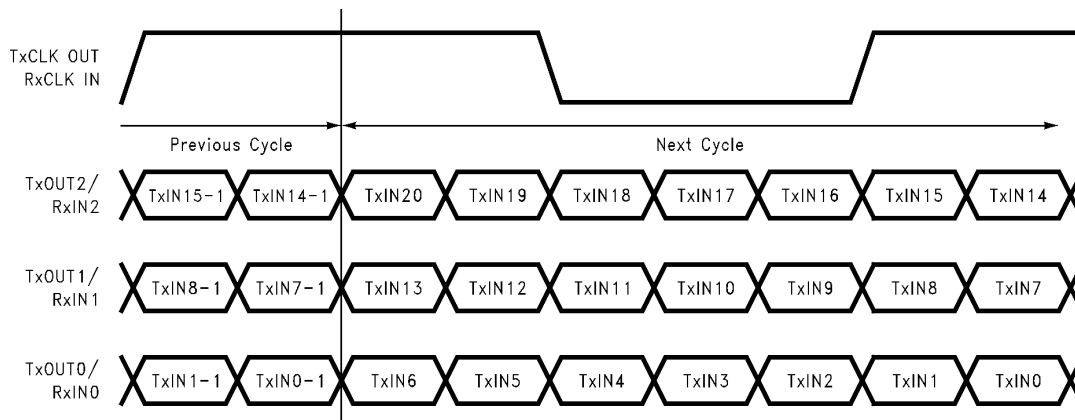 TxCLK OUT
RxCLK IN
Previous Cycle
Next Cycle
TxOUT2/
RxIN2
TxIN15-1 TxIN14-1 TxIN20 TxIN19 TxIN18 TxIN17 TxIN16 TxIN15 TxIN14
TxOUT1/
RxIN1
TxIN8-1 TxIN7-1 TxIN13 TxIN12 TxIN11 TxIN10 TxIN9 TxIN8 TxIN7
TxOUT0/
RxIN0
TxIN1-1 TxIN0-1 TxIN6 TxIN5 TxIN4 TxIN3 TxIN2 TxIN1 TxIN0